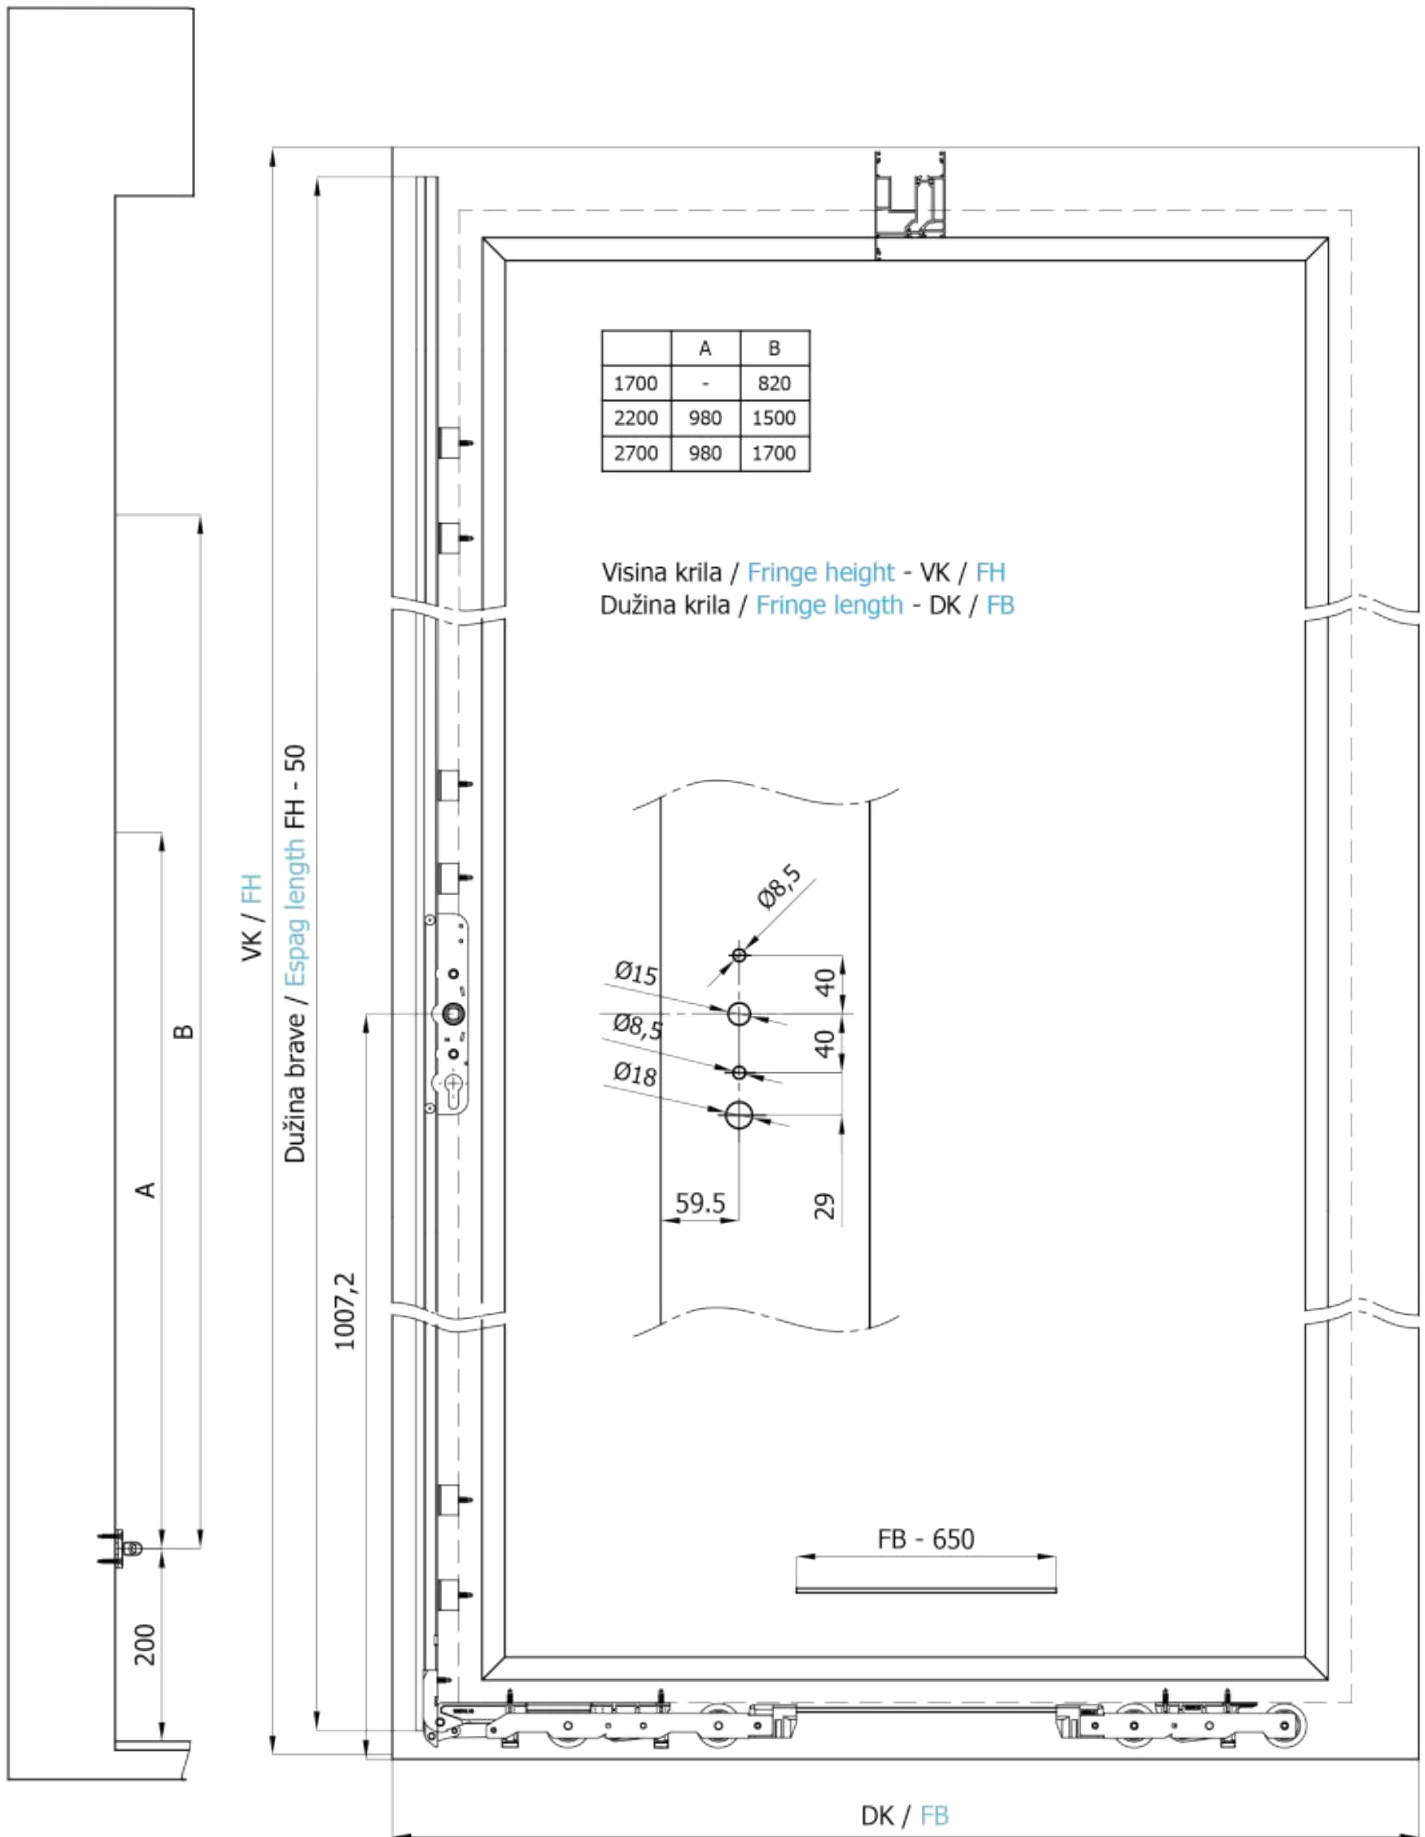 A B
1700 - 820
2200 980 1500
2700 980 1700
Visina krila / Fringe height - VK / FH
Dužina krila / Fringe length - DK / FB
VK / FH
Dužina brave / Espag length FH - 50
B
A
200
1007,2
Ø8,5
Ø15
40
Ø8,5
40
Ø18
59.5
29
FB - 650
DK / FB